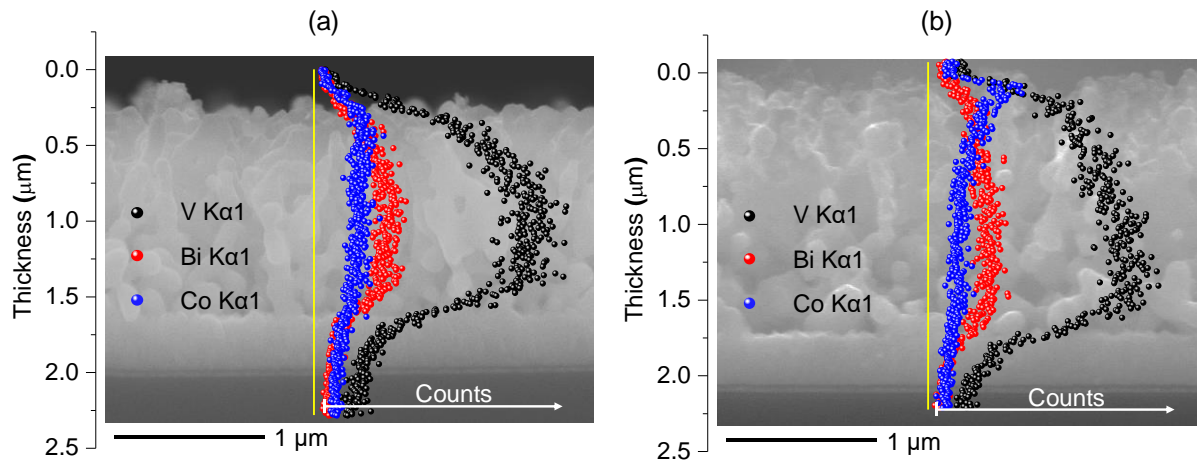 (a)
0.0
0.5
1.0
1.5
2.0
2.5
Thickness (μm)
V Kα1
Bi Kα1
Co Kα1
Counts
1 μm
(b)
0.0
0.5
1.0
1.5
2.0
2.5
Thickness (μm)
V Kα1
Bi Kα1
Co Kα1
Counts
1 μm